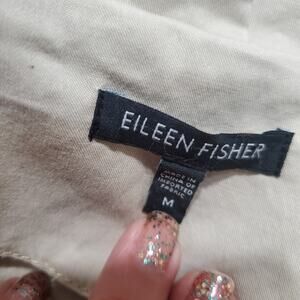 EILEEN FISHER
MADE IN
CHINA OF
IMPORTED
FABRIC
M